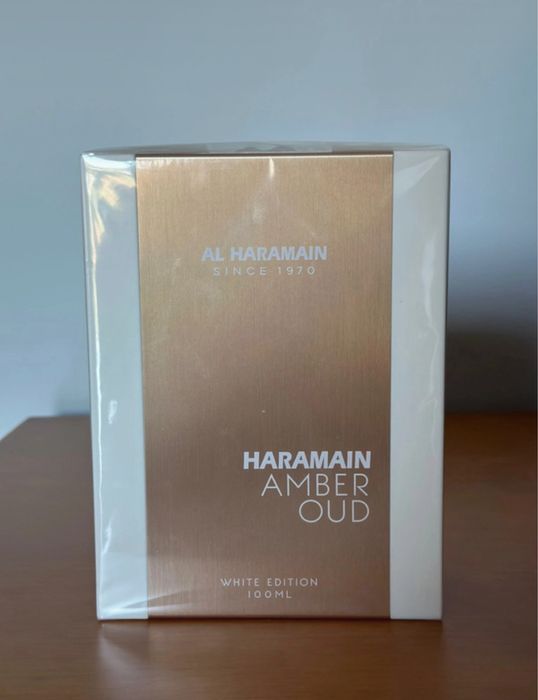 AL HARAMAIN
SINCE 1970
HARAMAIN
AMBER
OUD
WHITE EDITION
100ML